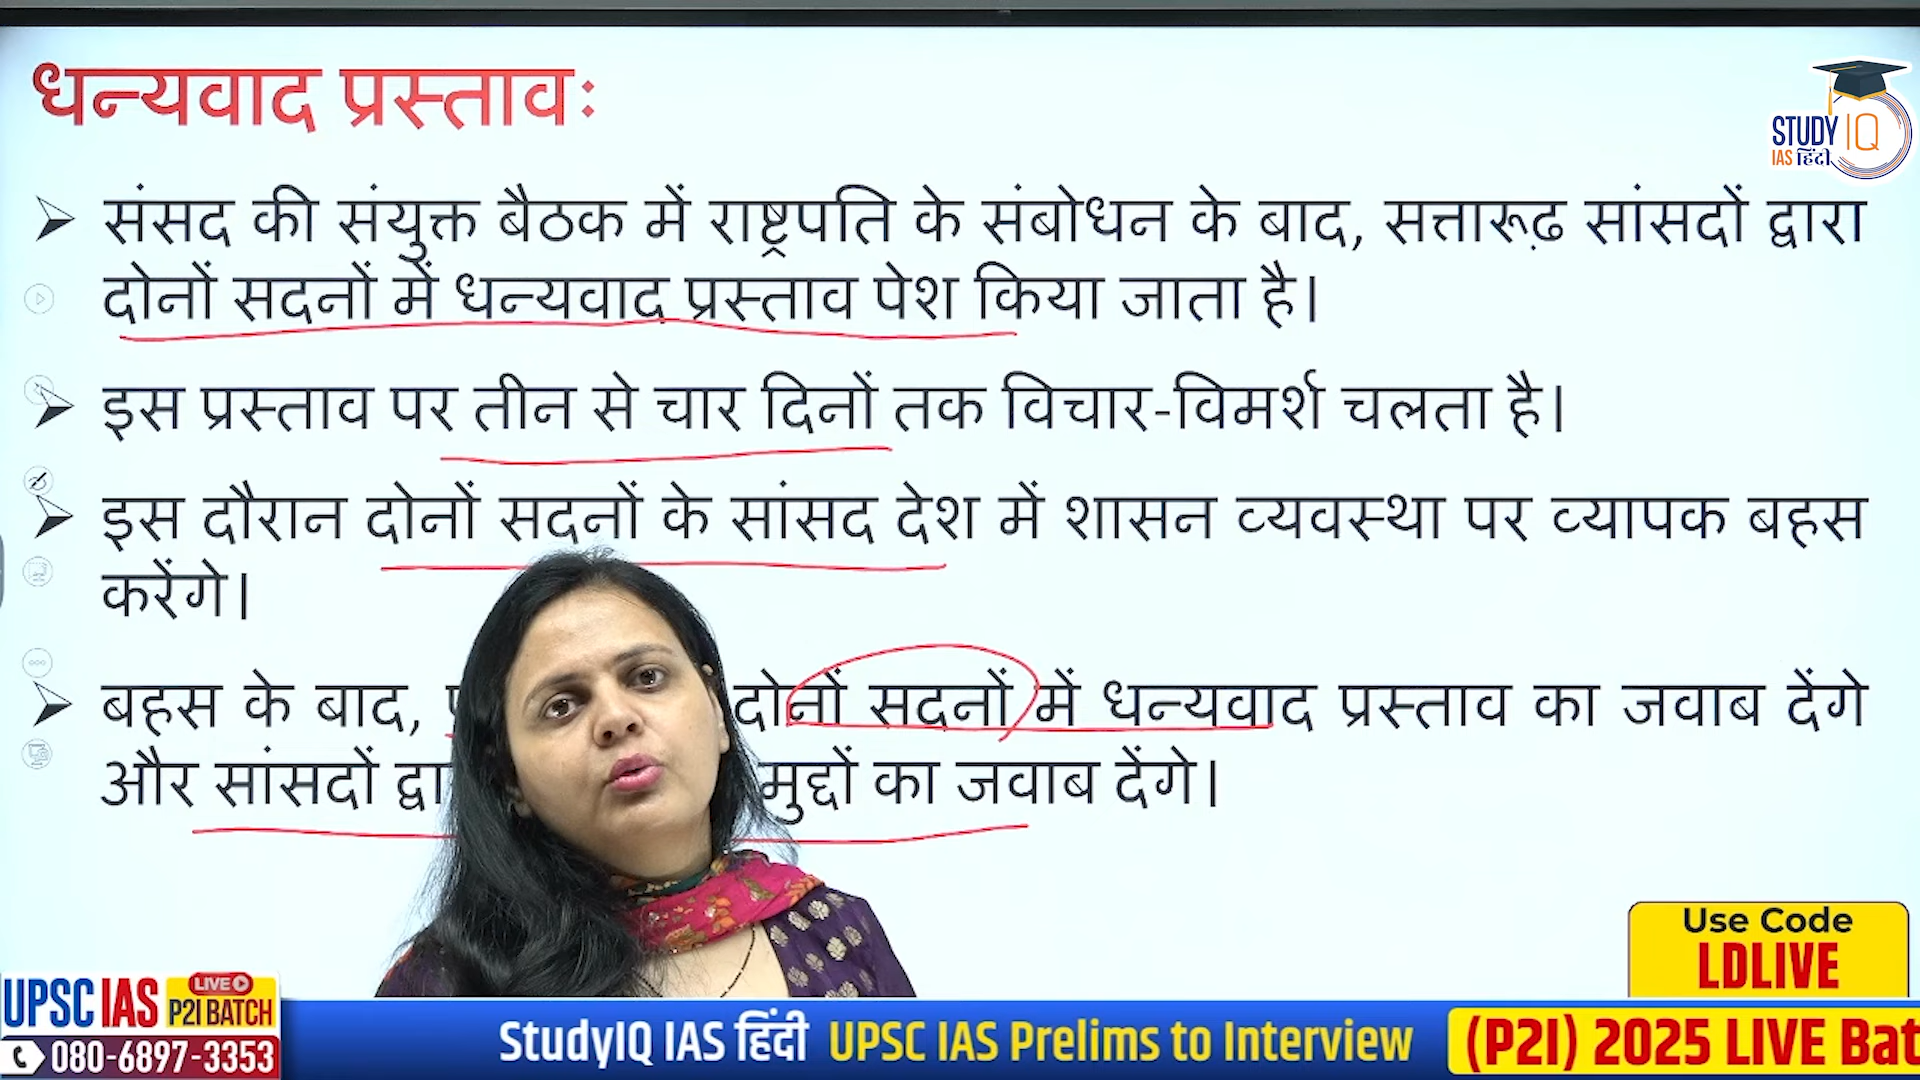 धन्यवाद प्रस्तावः
STUDY IQ
IAS हिंदी
संसद की संयुक्त बैठक में राष्ट्रपति के संबोधन के बाद, सत्तारूढ़ सांसदों द्वारा
दोनों सदनों में धन्यवाद प्रस्ताव पेश किया जाता है।
इस प्रस्ताव पर तीन से चार दिनों तक विचार-विमर्श चलता है।
इस दौरान दोनों सदनों के सांसद देश में शासन व्यवस्था पर व्यापक बहस
करेंगे।
बहस के बाद, दोनों सदनों में धन्यवाद प्रस्ताव का जवाब देंगे
और सांसदों मुद्दों का जवाब देंगे।
Use Code
LDLIVE
UPSC IAS LIVE P2I BATCH
080-6897-3353
StudyIQ IAS हिंदी UPSC IAS Prelims to Interview (P2I) 2025 LIVE Bat